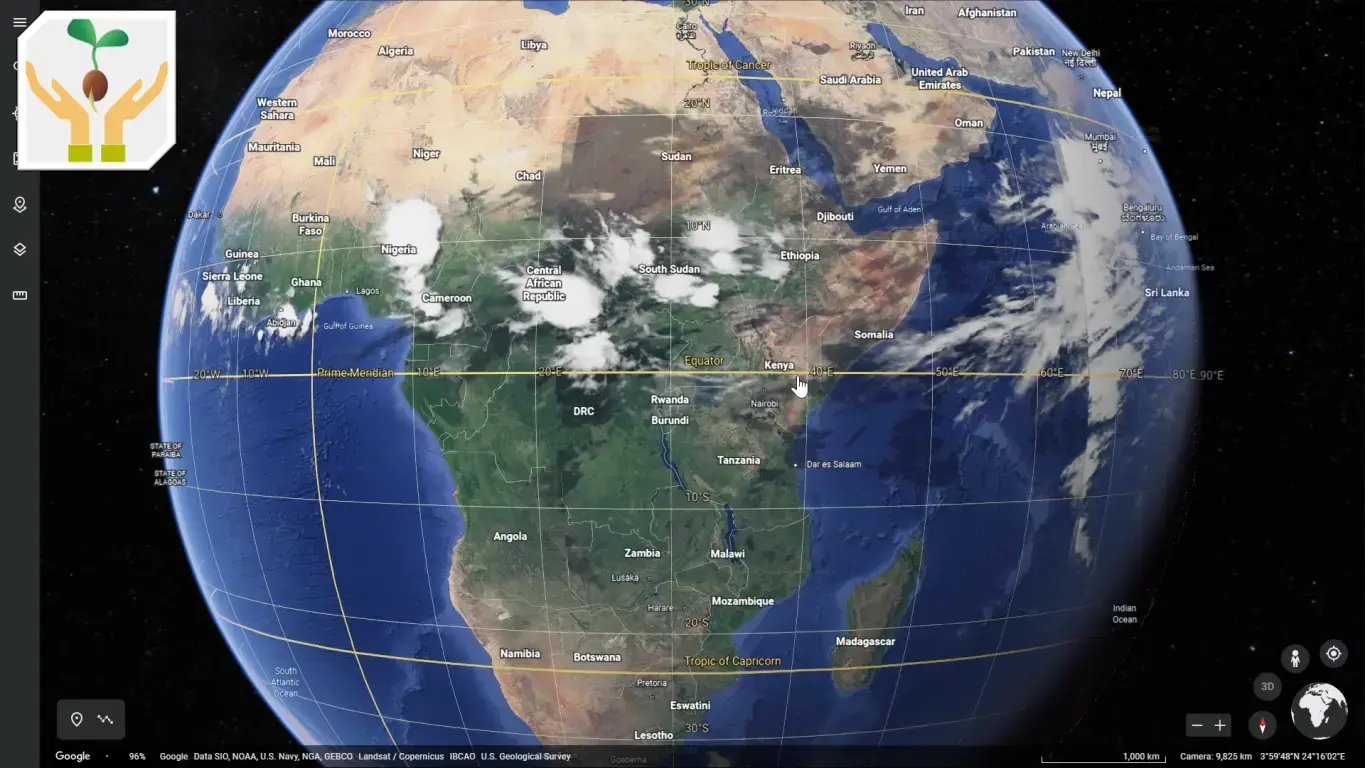 30°N
Iran
Afghanistan
Morocco
Cairo
Algeria
Libya
Riyadh
Pakistan
New Delhi
नई दिल्ली
Tropic of Cancer
Saudi Arabia
United Arab
Emirates
Nepal
Western
Sahara
20°N
Jeddah
Oman
Mumbai
मुंबई
Mauritania
Mali
Niger
Sudan
Chad
Eritrea
Yemen
Dakar
Burkina
Faso
Djibouti
Gulf of Aden
Bengaluru
ಬೆಂಗಳೂರು
10°N
Arabian Sea
Bay of Bengal
Nigeria
Guinea
Ethiopia
Andaman Sea
Sierra Leone
Ghana
Central
African
Republic
South Sudan
Liberia
Lagos
Cameroon
Sri Lanka
Abidjan
Gulf of Guinea
Somalia
Equator
Kenya
20°W
10°W
Prime Meridian
10°E
20°E
40°E
50°E
60°E
70°E
80°E
90°E
Rwanda
Nairobi
DRC
Burundi
STATE OF
PARAÍBA
Tanzania
Dar es Salaam
STATE OF
ALAGOAS
10°S
Angola
Zambia
Malawi
Lusaka
Mozambique
Harare
Indian
Ocean
20°S
Madagascar
Namibia
Botswana
Tropic of Capricorn
South
Atlantic
Ocean
Pretoria
3D
Eswatini
30°S
Lesotho
Google
96%
Google Data SIO, NOAA, U.S. Navy, NGA, GEBCO Landsat / Copernicus IBCAO U.S. Geological Survey
Gqeberha
1,000 km
Camera: 9,825 km 3°59'48"N 24°16'02"E